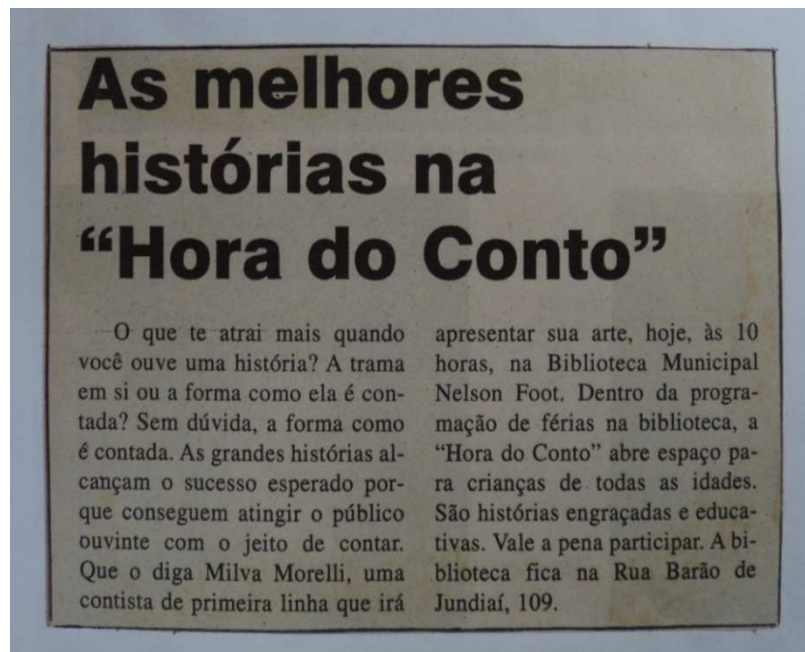 As melhores
histórias na
“Hora do Conto”
O que te atrai mais quando
você ouve uma história? A trama
em si ou a forma como ela é con-
tada? Sem dúvida, a forma como
é contada. As grandes histórias al-
cançam o sucesso esperado por-
que conseguem atingir o público
ouvinte com o jeito de contar.
Que o diga Milva Morelli, uma
contista de primeira linha que irá
apresentar sua arte, hoje, às 10
horas, na Biblioteca Municipal
Nelson Foot. Dentro da progra-
mação de férias na biblioteca, a
“Hora do Conto” abre espaço pa-
ra crianças de todas as idades.
São histórias engraçadas e educa-
tivas. Vale a pena participar. A bi-
blioteca fica na Rua Barão de
Jundiaí, 109.